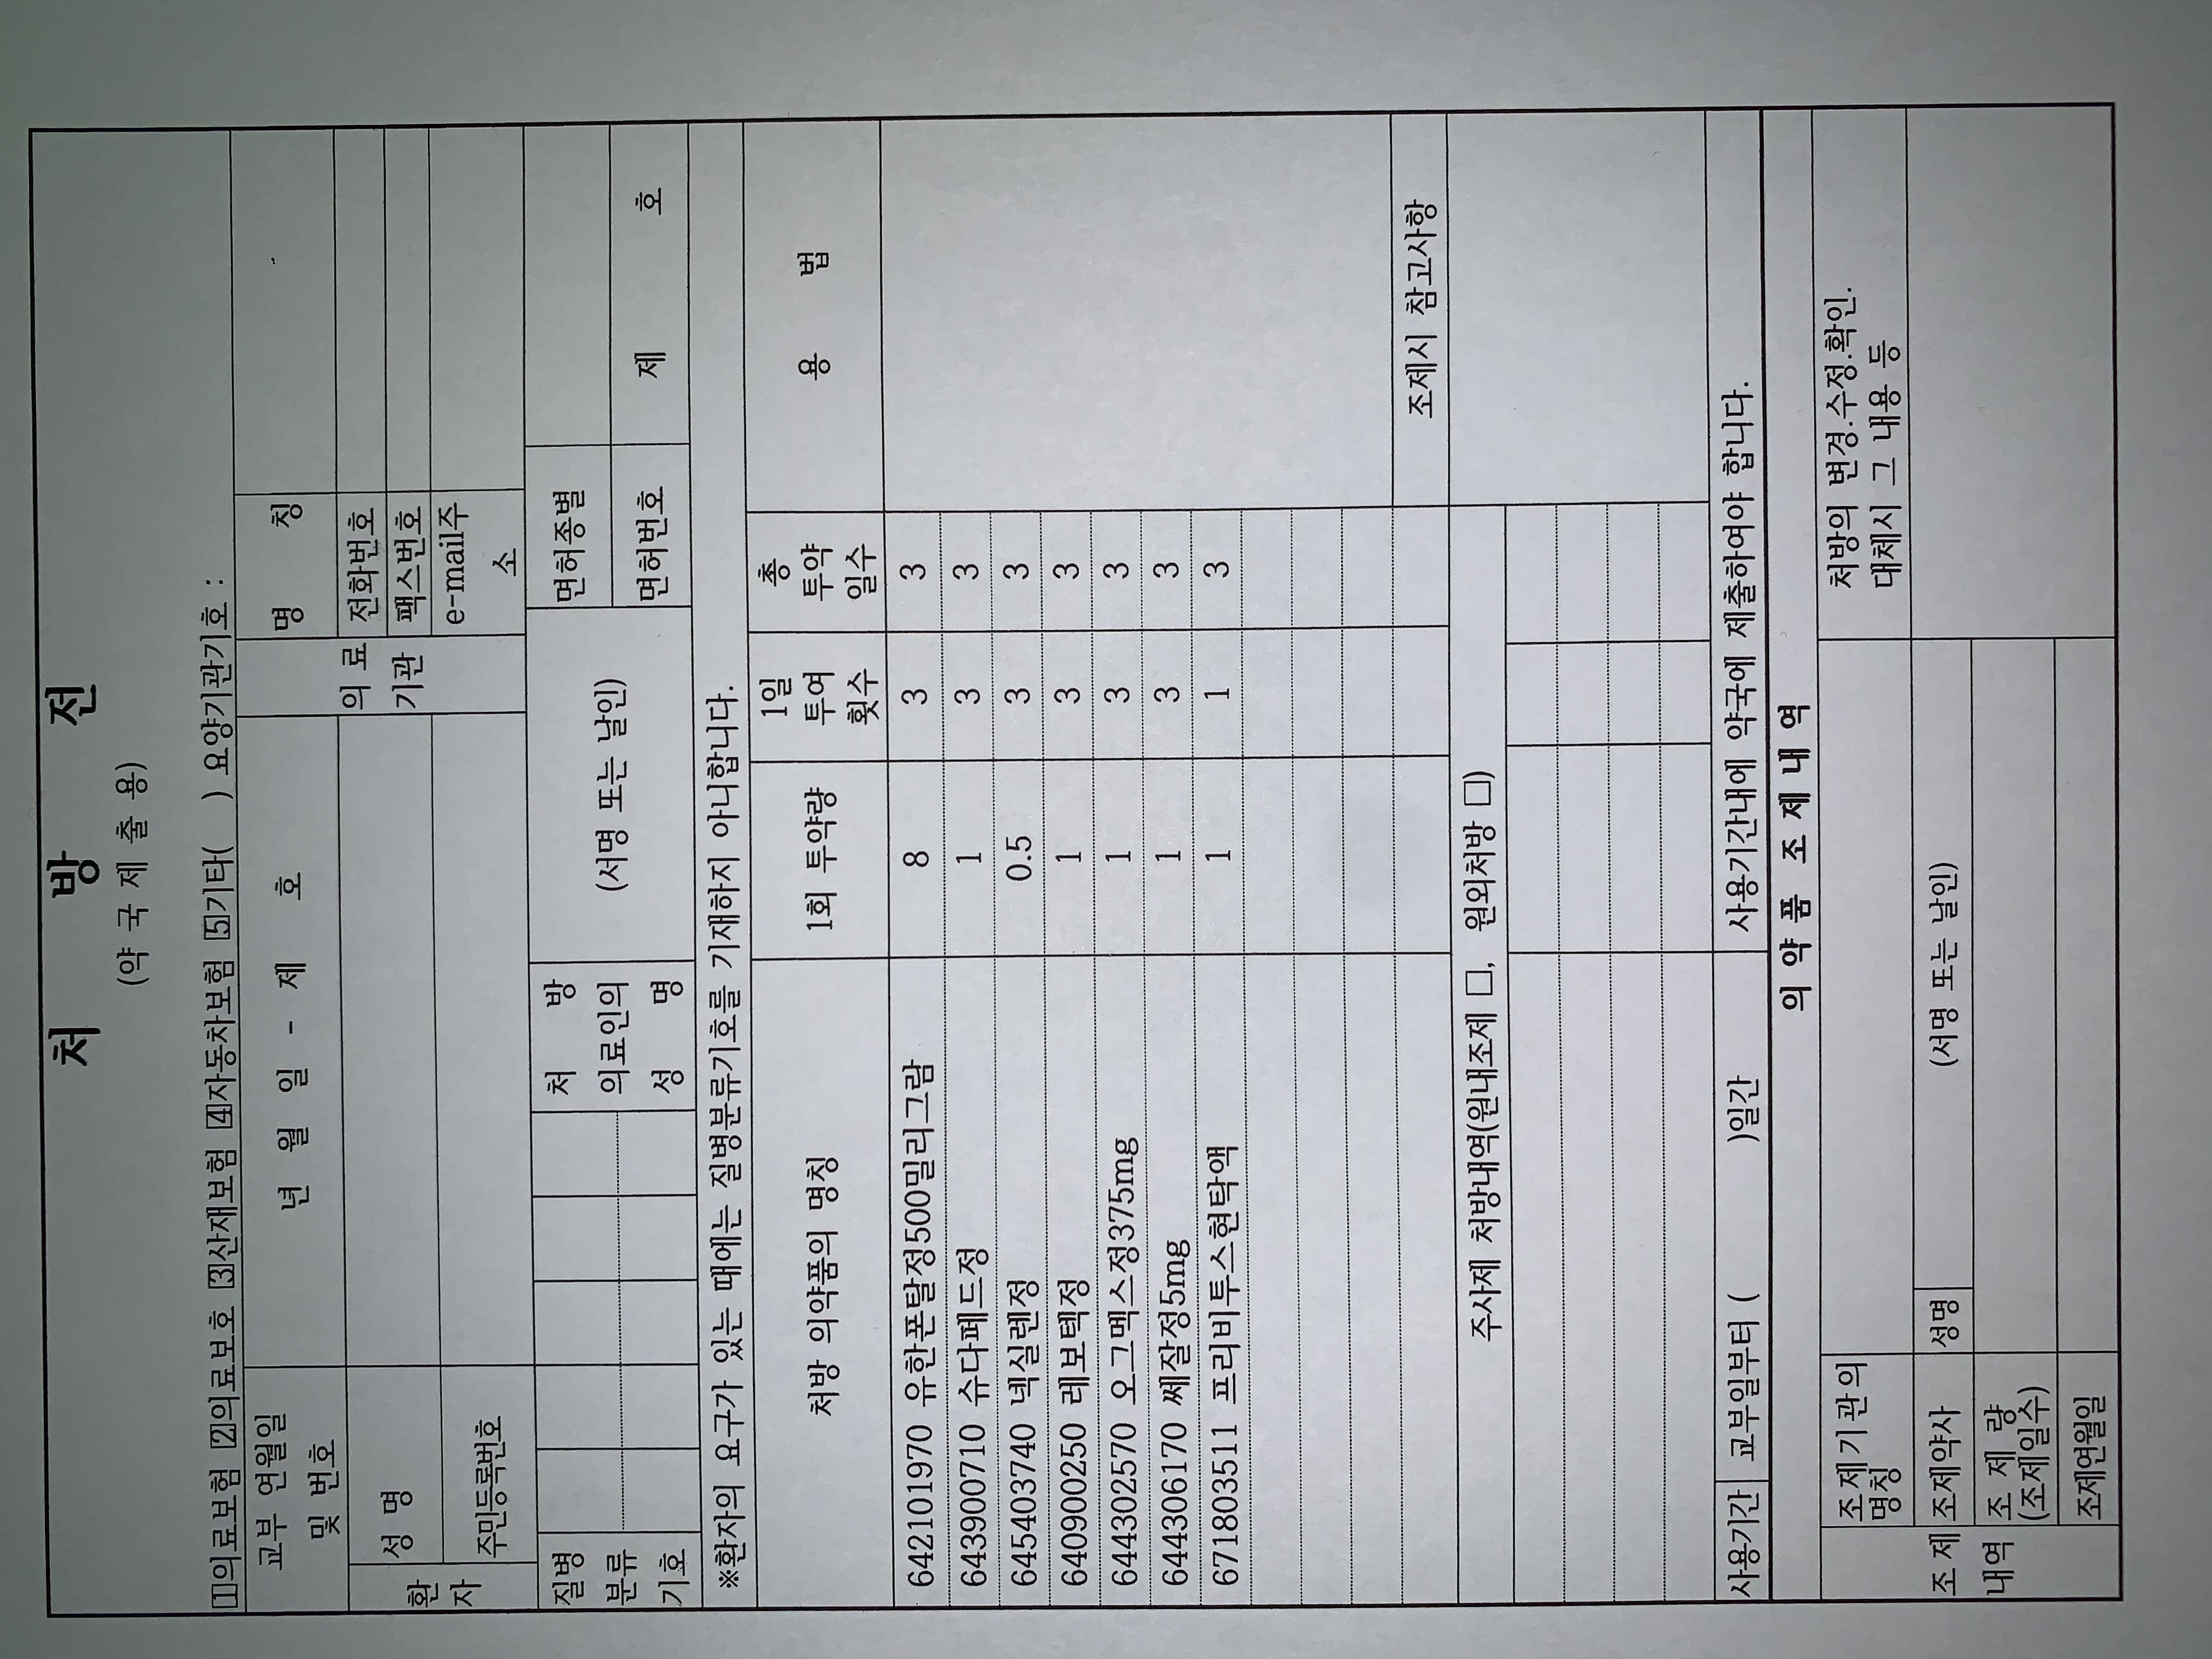 처 방 전
(약 국 제 출 용)
1의료보험 2의료보호 3산재보험 4자동차보험 5기타( ) 요양기관기호 :
교부 연월일
및 번호
년 월 일 - 제 호
의 료
기관
명 칭
전화번호
팩스번호
e-mail주
소
환
자
성 명
주민등록번호
질병
분류
기호
처 방
의료인의
성 명
(서명 또는 날인)
면허종별
면허번호
제 호
※환자의 요구가 있는 때에는 질병분류기호를 기재하지 아니합니다.
처방 의약품의 명칭
1회 투약량
1일
투여
횟수
총
투약
일수
용 법
642101970 유한폰탈정500밀리그람 8 3 3
643900710 슈다페드정 1 3 3
645403740 넥실렌정 0.5 3 3
640900250 레보텍정 1 3 3
644302570 오그멕스정375mg 1 3 3
644306170 쎄잘정5mg 1 3 3
671803511 프리비투스현탁액 1 1 3
조제시 참고사항
주사제 처방내역(원내조제 □, 원외처방 □)
사용기간 교부일부터 ( )일간 사용기간내에 약국에 제출하여야 합니다.
의 약 품 조 제 내 역
조 제
내역
조제기관의
명칭
처방의 변경.수정.확인.
대체시 그 내용 등
조제약사 성명 (서명 또는 날인)
조 제 량
(조제일수)
조제연월일